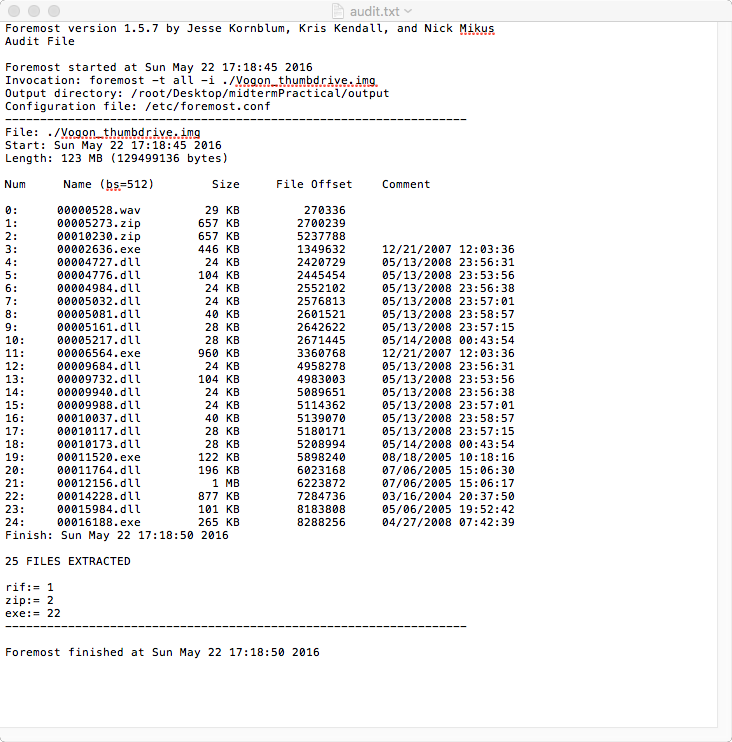 audit.txt
Foremost version 1.5.7 by Jesse Kornblum, Kris Kendall, and Nick Mikus
Audit File
Foremost started at Sun May 22 17:18:45 2016
Invocation: foremost -t all -i ./Vogon_thumbdrive.img
Output directory: /root/Desktop/midtermPractical/output
Configuration file: /etc/foremost.conf
------------------------------------------------------------------
File: ./Vogon_thumbdrive.img
Start: Sun May 22 17:18:45 2016
Length: 123 MB (129499136 bytes)
Num Name (bs=512) Size File Offset Comment
0: 00000528.wav 29 KB 270336
1: 00005273.zip 657 KB 2700239
2: 00010230.zip 657 KB 5237788
3: 00002636.exe 446 KB 1349632 12/21/2007 12:03:36
4: 00004727.dll 24 KB 2420729 05/13/2008 23:56:31
5: 00004776.dll 104 KB 2445454 05/13/2008 23:53:56
6: 00004984.dll 24 KB 2552102 05/13/2008 23:56:38
7: 00005032.dll 24 KB 2576813 05/13/2008 23:57:01
8: 00005081.dll 40 KB 2601521 05/13/2008 23:58:57
9: 00005161.dll 28 KB 2642622 05/13/2008 23:57:15
10: 00005217.dll 28 KB 2671445 05/14/2008 00:43:54
11: 00006564.exe 960 KB 3360768 12/21/2007 12:03:36
12: 00009684.dll 24 KB 4958278 05/13/2008 23:56:31
13: 00009732.dll 104 KB 4983003 05/13/2008 23:53:56
14: 00009940.dll 24 KB 5089651 05/13/2008 23:56:38
15: 00009988.dll 24 KB 5114362 05/13/2008 23:57:01
16: 00010037.dll 40 KB 5139070 05/13/2008 23:58:57
17: 00010117.dll 28 KB 5180171 05/13/2008 23:57:15
18: 00010173.dll 28 KB 5208994 05/14/2008 00:43:54
19: 00011520.exe 122 KB 5898240 08/18/2005 10:18:16
20: 00011764.dll 196 KB 6023168 07/06/2005 15:06:30
21: 00012156.dll 1 MB 6223872 07/06/2005 15:06:17
22: 00014228.dll 877 KB 7284736 03/16/2004 20:37:50
23: 00015984.dll 101 KB 8183808 05/06/2005 19:52:42
24: 00016188.exe 265 KB 8288256 04/27/2008 07:42:39
Finish: Sun May 22 17:18:50 2016
25 FILES EXTRACTED
rif:= 1
zip:= 2
exe:= 22
------------------------------------------------------------------
Foremost finished at Sun May 22 17:18:50 2016